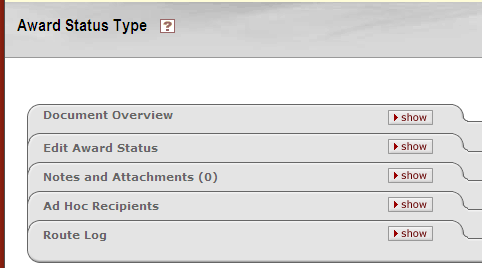 Award Status Type ?
Document Overview show
Edit Award Status show
Notes and Attachments (0) show
Ad Hoc Recipients show
Route Log show